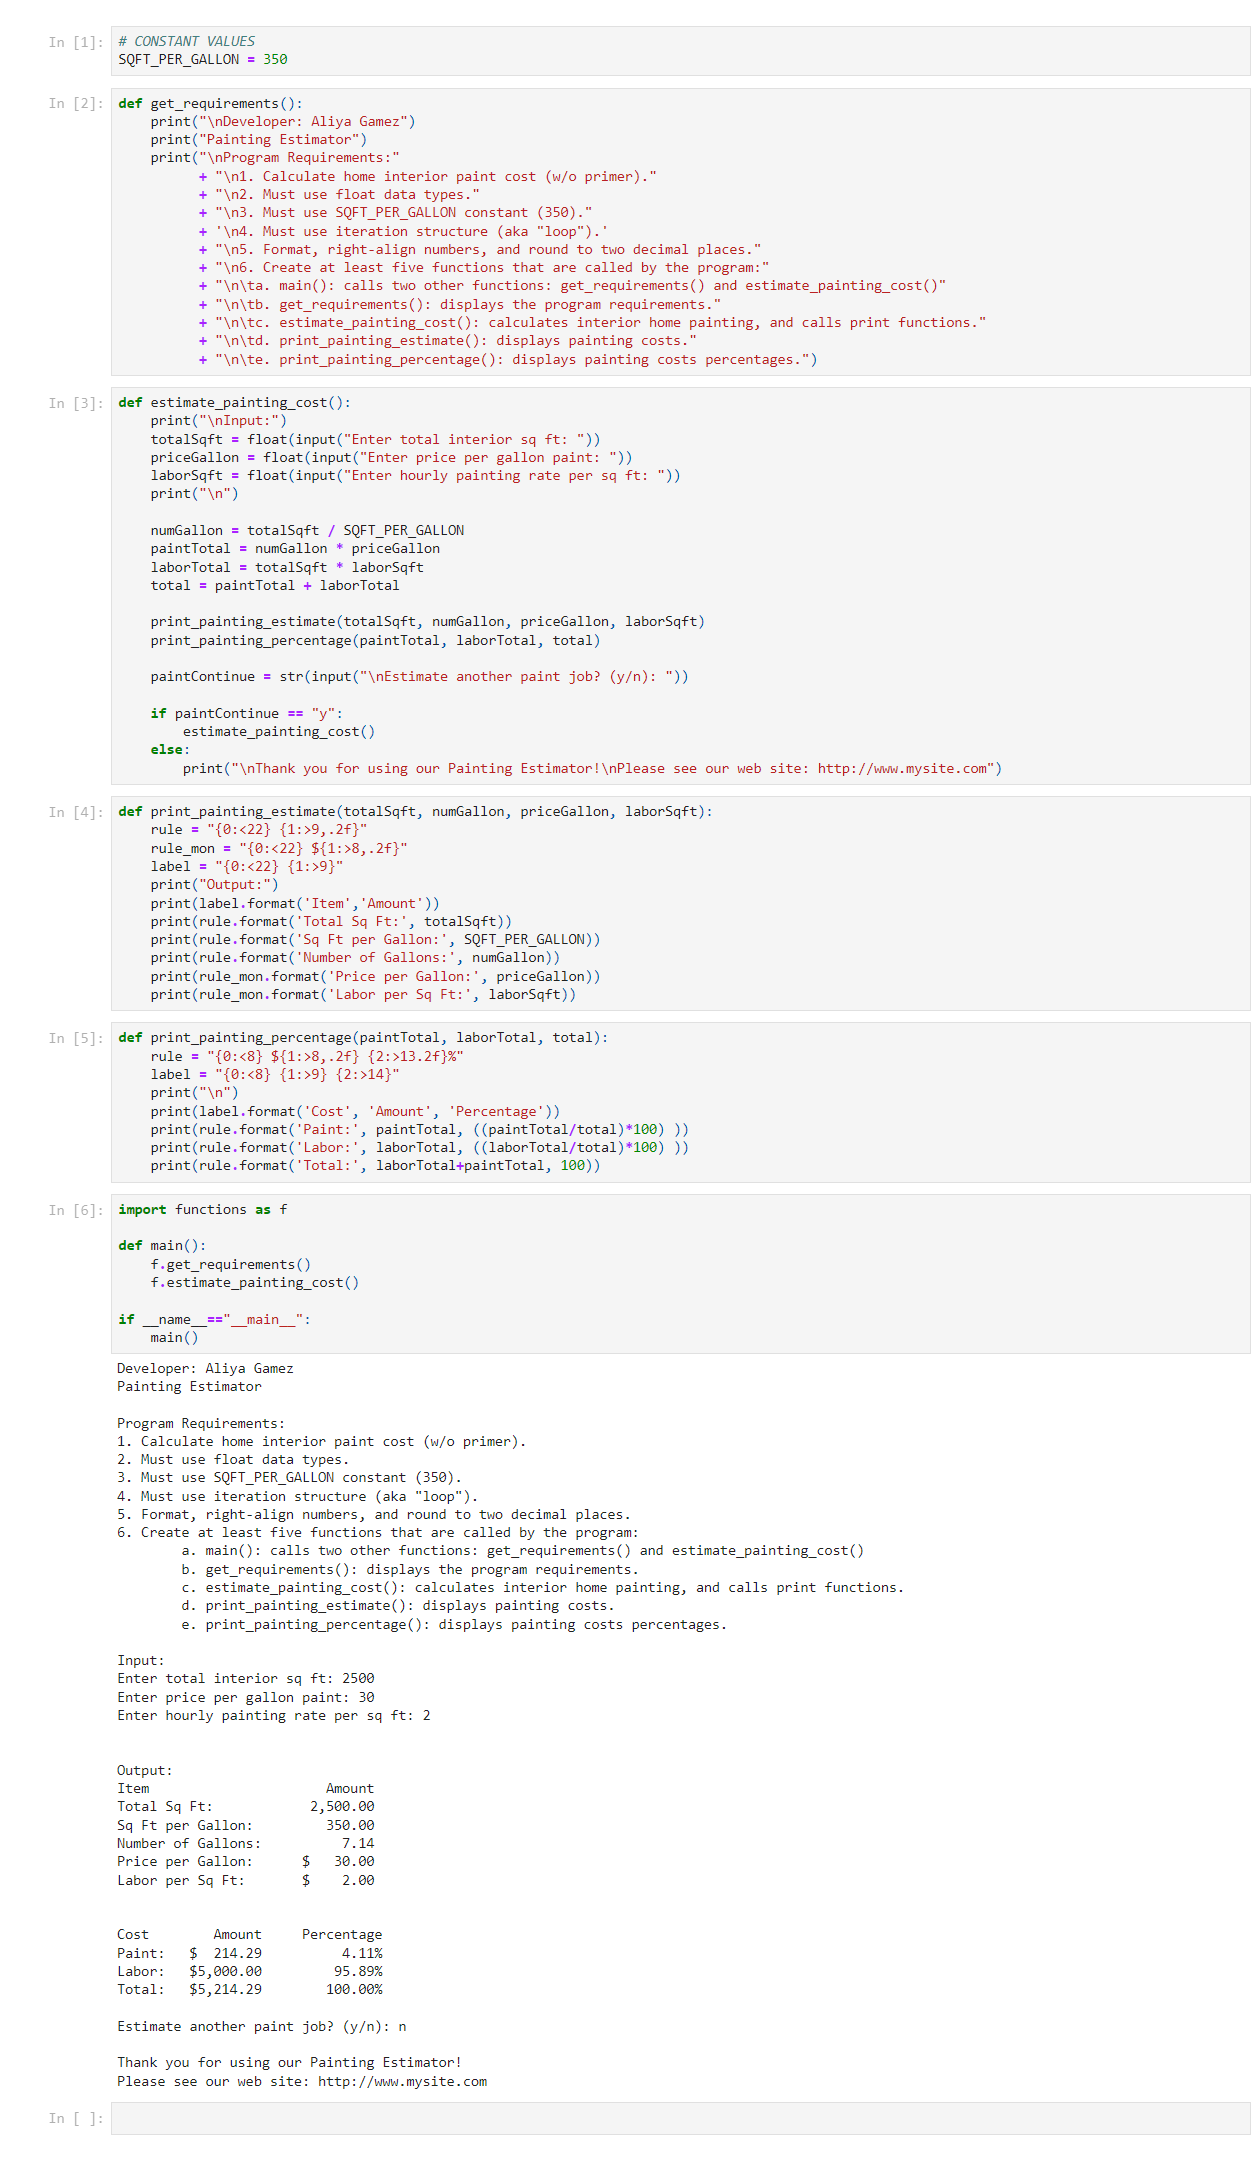 In [1]: # CONSTANT VALUES
SQFT_PER_GALLON = 350
In [2]: def get_requirements():
    print("\nDeveloper: Aliya Gamez")
    print("Painting Estimator")
    print("\nProgram Requirements:"
          + "\n1. Calculate home interior paint cost (w/o primer)."
          + "\n2. Must use float data types."
          + "\n3. Must use SQFT_PER_GALLON constant (350)."
          + '\n4. Must use iteration structure (aka "loop").'
          + "\n5. Format, right-align numbers, and round to two decimal places."
          + "\n6. Create at least five functions that are called by the program:"
          + "\n\ta. main(): calls two other functions: get_requirements() and estimate_painting_cost()"
          + "\n\tb. get_requirements(): displays the program requirements."
          + "\n\tc. estimate_painting_cost(): calculates interior home painting, and calls print functions."
          + "\n\td. print_painting_estimate(): displays painting costs."
          + "\n\te. print_painting_percentage(): displays painting costs percentages.")
In [3]: def estimate_painting_cost():
    print("\nInput:")
    totalSqft = float(input("Enter total interior sq ft: "))
    priceGallon = float(input("Enter price per gallon paint: "))
    laborSqft = float(input("Enter hourly painting rate per sq ft: "))
    print("\n")
    numGallon = totalSqft / SQFT_PER_GALLON
    paintTotal = numGallon * priceGallon
    laborTotal = totalSqft * laborSqft
    total = paintTotal + laborTotal
    print_painting_estimate(totalSqft, numGallon, priceGallon, laborSqft)
    print_painting_percentage(paintTotal, laborTotal, total)
    paintContinue = str(input("\nEstimate another paint job? (y/n): "))
    if paintContinue == "y":
        estimate_painting_cost()
    else:
        print("\nThank you for using our Painting Estimator!\nPlease see our web site: http://www.mysite.com")
In [4]: def print_painting_estimate(totalSqft, numGallon, priceGallon, laborSqft):
    rule = "{0:<22} {1:>9,.2f}"
    rule_mon = "{0:<22} ${1:>8,.2f}"
    label = "{0:<22} {1:>9}"
    print("Output:")
    print(label.format('Item','Amount'))
    print(rule.format('Total Sq Ft:', totalSqft))
    print(rule.format('Sq Ft per Gallon:', SQFT_PER_GALLON))
    print(rule.format('Number of Gallons:', numGallon))
    print(rule_mon.format('Price per Gallon:', priceGallon))
    print(rule_mon.format('Labor per Sq Ft:', laborSqft))
In [5]: def print_painting_percentage(paintTotal, laborTotal, total):
    rule = "{0:<8} ${1:>8,.2f} {2:>13.2f}%"
    label = "{0:<8} {1:>9} {2:>14}"
    print("\n")
    print(label.format('Cost', 'Amount', 'Percentage'))
    print(rule.format('Paint:', paintTotal, ((paintTotal/total)*100) ))
    print(rule.format('Labor:', laborTotal, ((laborTotal/total)*100) ))
    print(rule.format('Total:', laborTotal+paintTotal, 100))
In [6]: import functions as f
def main():
    f.get_requirements()
    f.estimate_painting_cost()
if __name__=="__main__":
    main()
Developer: Aliya Gamez
Painting Estimator
Program Requirements:
1. Calculate home interior paint cost (w/o primer).
2. Must use float data types.
3. Must use SQFT_PER_GALLON constant (350).
4. Must use iteration structure (aka "loop").
5. Format, right-align numbers, and round to two decimal places.
6. Create at least five functions that are called by the program:
        a. main(): calls two other functions: get_requirements() and estimate_painting_cost()
        b. get_requirements(): displays the program requirements.
        c. estimate_painting_cost(): calculates interior home painting, and calls print functions.
        d. print_painting_estimate(): displays painting costs.
        e. print_painting_percentage(): displays painting costs percentages.
Input:
Enter total interior sq ft: 2500
Enter price per gallon paint: 30
Enter hourly painting rate per sq ft: 2
Output:
Item                      Amount
Total Sq Ft:            2,500.00
Sq Ft per Gallon:         350.00
Number of Gallons:          7.14
Price per Gallon:      $   30.00
Labor per Sq Ft:       $    2.00
Cost        Amount     Percentage
Paint:   $  214.29          4.11%
Labor:   $5,000.00         95.89%
Total:   $5,214.29        100.00%
Estimate another paint job? (y/n): n
Thank you for using our Painting Estimator!
Please see our web site: http://www.mysite.com
In [ ]: